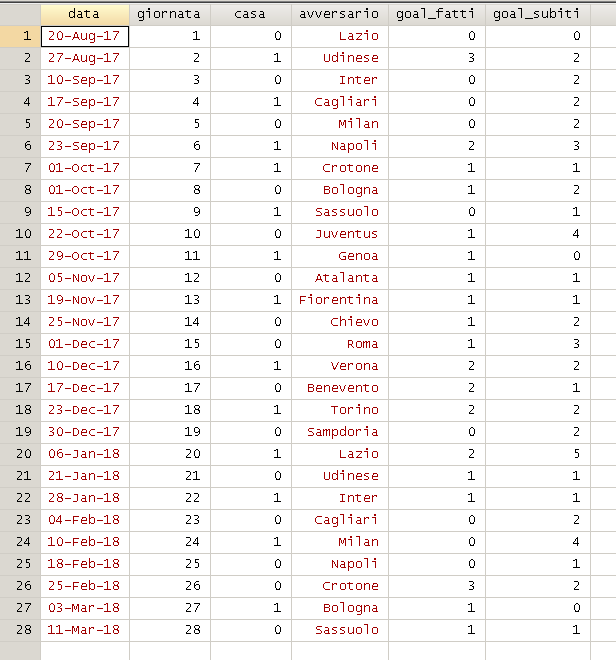 data giornata casa avversario goal_fatti goal_subiti
1 20-Aug-17 1 0 Lazio 0 0
2 27-Aug-17 2 1 Udinese 3 2
3 10-Sep-17 3 0 Inter 0 2
4 17-Sep-17 4 1 Cagliari 0 2
5 20-Sep-17 5 0 Milan 0 2
6 23-Sep-17 6 1 Napoli 2 3
7 01-Oct-17 7 1 Crotone 1 1
8 01-Oct-17 8 0 Bologna 1 2
9 15-Oct-17 9 1 Sassuolo 0 1
10 22-Oct-17 10 0 Juventus 1 4
11 29-Oct-17 11 1 Genoa 1 0
12 05-Nov-17 12 0 Atalanta 1 1
13 19-Nov-17 13 1 Fiorentina 1 1
14 25-Nov-17 14 0 Chievo 1 2
15 01-Dec-17 15 0 Roma 1 3
16 10-Dec-17 16 1 Verona 2 2
17 17-Dec-17 17 0 Benevento 2 1
18 23-Dec-17 18 1 Torino 2 2
19 30-Dec-17 19 0 Sampdoria 0 2
20 06-Jan-18 20 1 Lazio 2 5
21 21-Jan-18 21 0 Udinese 1 1
22 28-Jan-18 22 1 Inter 1 1
23 04-Feb-18 23 0 Cagliari 0 2
24 10-Feb-18 24 1 Milan 0 4
25 18-Feb-18 25 0 Napoli 0 1
26 25-Feb-18 26 0 Crotone 3 2
27 03-Mar-18 27 1 Bologna 1 0
28 11-Mar-18 28 0 Sassuolo 1 1